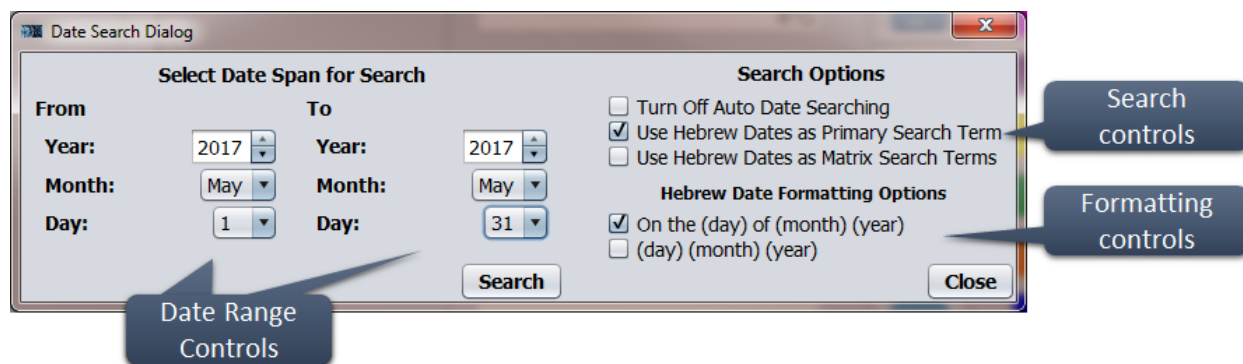 Date Search Dialog
Select Date Span for Search
From To
Year: 2017 Year: 2017
Month: May Month: May
Day: 1 Day: 31
Search
Search Options
Turn Off Auto Date Searching
Use Hebrew Dates as Primary Search Term
Use Hebrew Dates as Matrix Search Terms
Hebrew Date Formatting Options
On the (day) of (month) (year)
(day) (month) (year)
Close
Search
controls
Formatting
controls
Date Range
Controls